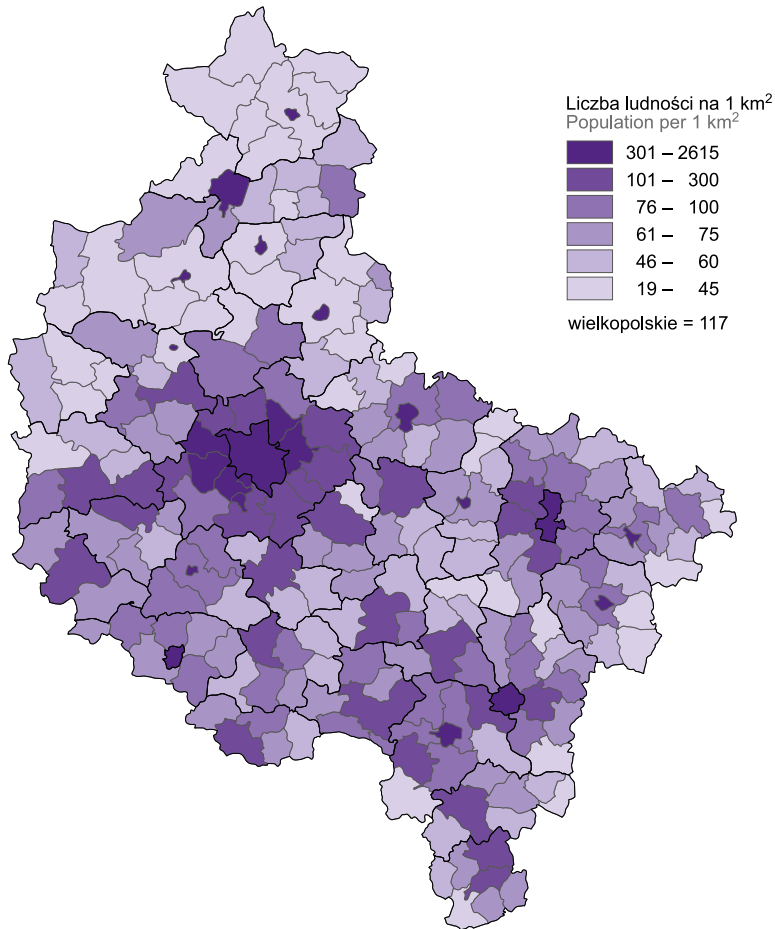 Liczba ludności na 1 km²
Population per 1 km²
301 – 2615
101 – 300
76 – 100
61 – 75
46 – 60
19 – 45
wielkopolskie = 117